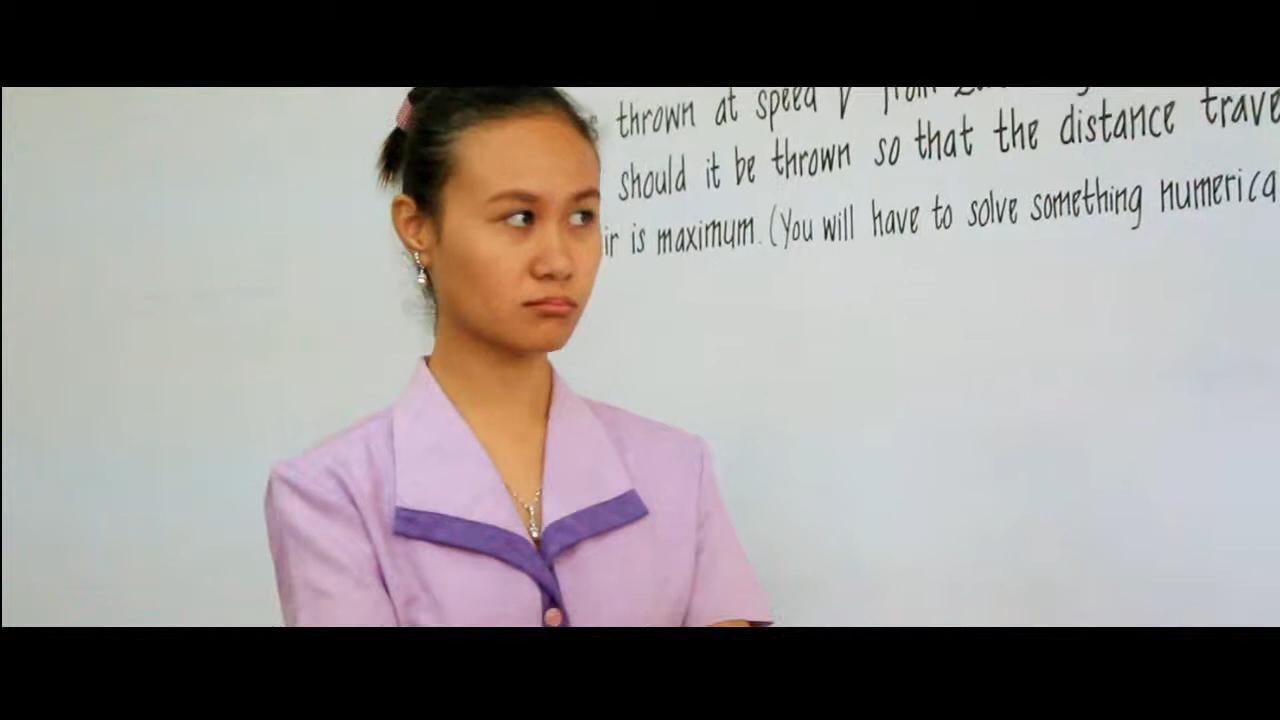 thrown at speed V from
should it be thrown so that the distance trave
ir is maximum. (You will have to solve something numerica